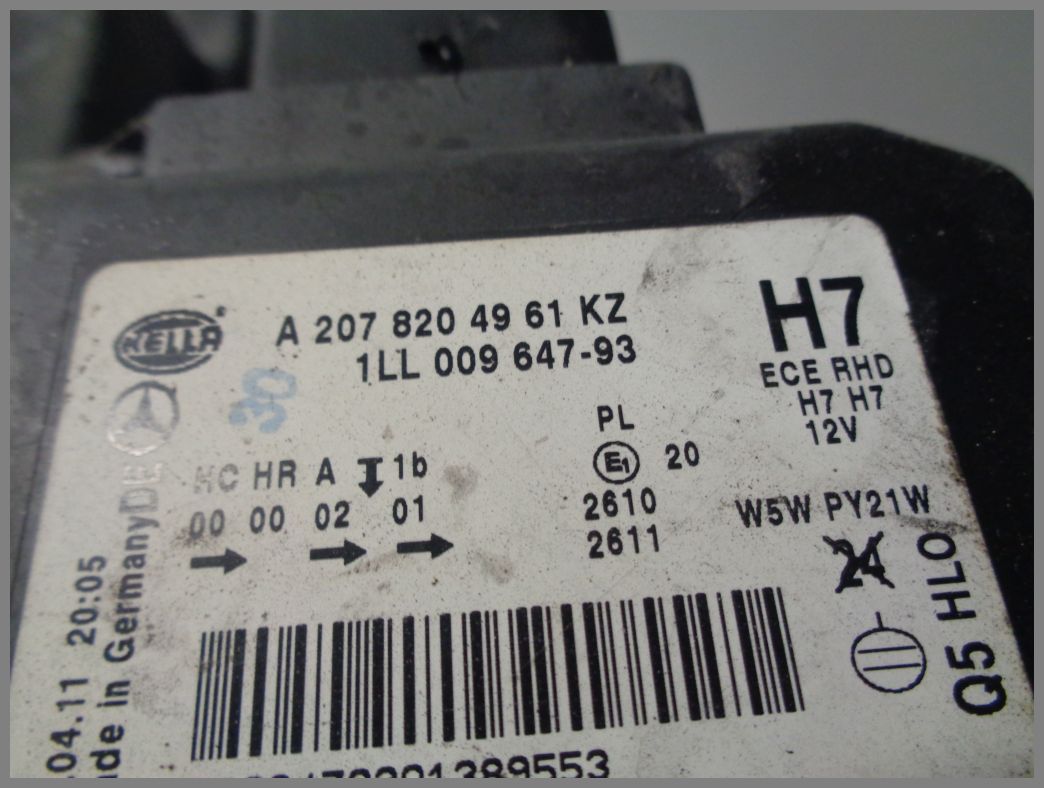 HELLA
A 207 820 49 61 KZ
1LL 009 647-93
30
H7
ECE RHD
H7 H7
12V
PL
E1 20
2610
2611
HC HR A 1b
00 00 02 01
W5W PY21W
24
Q5 HLO
.04.11 20:05
in Germany DE